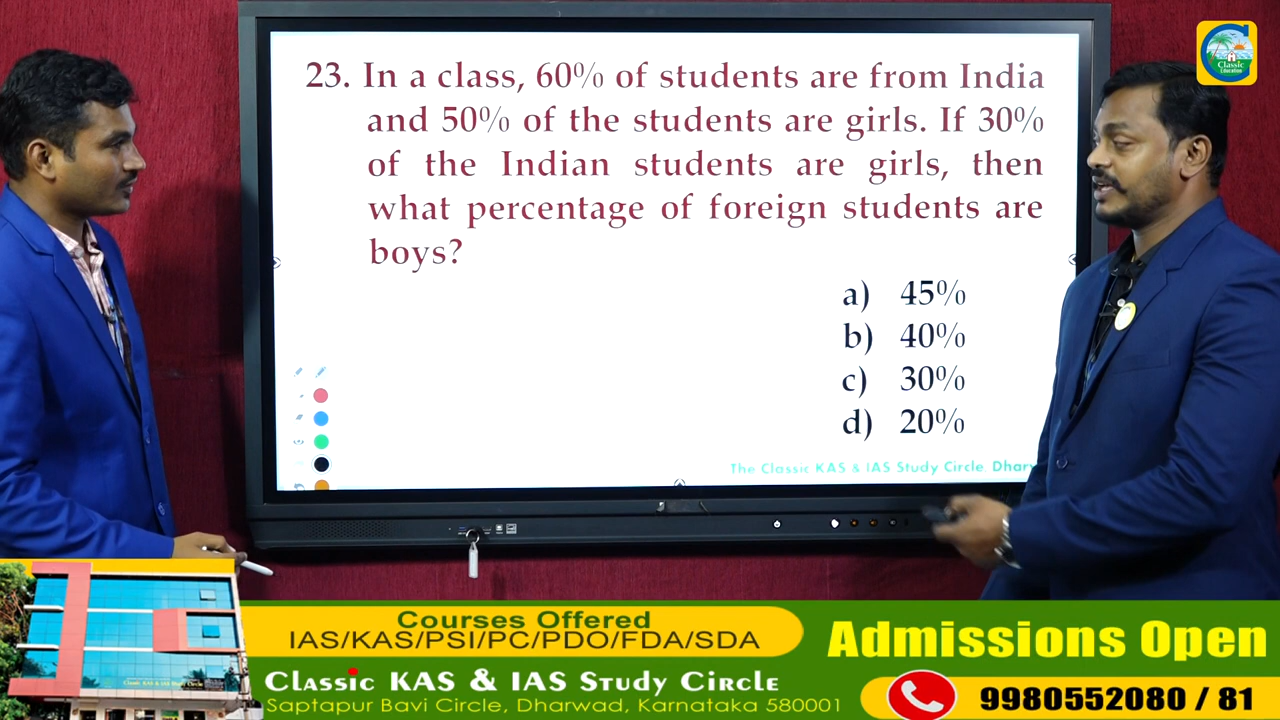 Classic
Education
23. In a class, 60% of students are from India
and 50% of the students are girls. If 30%
of the Indian students are girls, then
what percentage of foreign students are
boys?
a) 45%
b) 40%
c) 30%
d) 20%
The Classic KAS & IAS Study Circle, Dharw
Courses Offered
IAS/KAS/PSI/PC/PDO/FDA/SDA
Classic KAS & IAS Study Circle
Saptapur Bavi Circle, Dharwad, Karnataka 580001
Admissions Open
9980552080 / 81